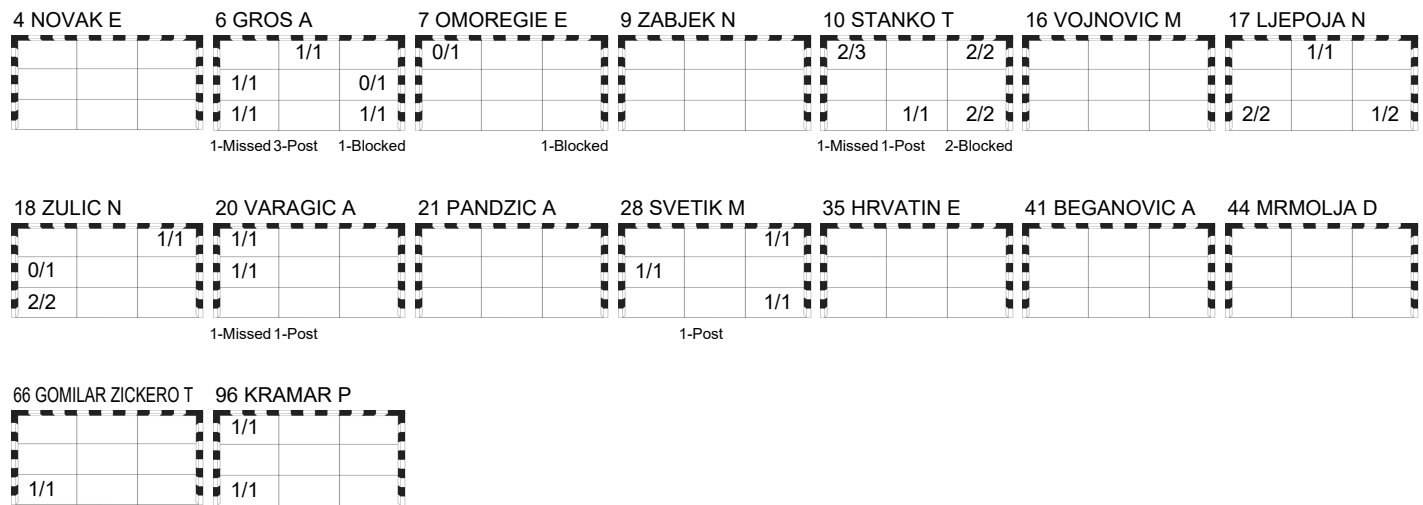 4 NOVAK E 6 GROS A 7 OMOREGIE E 9 ZABJEK N 10 STANKO T 16 VOJNOVIC M 17 LJEPOJA N
1/1 0/1 2/3 2/2 1/1
1/1 0/1
1/1 1/1 1/1 2/2 2/2 1/2
1-Missed 3-Post 1-Blocked 1-Blocked 1-Missed 1-Post 2-Blocked
18 ZULIC N 20 VARAGIC A 21 PANDZIC A 28 SVETIK M 35 HRVATIN E 41 BEGANOVIC A 44 MRMOLJA D
1/1 1/1 1/1
0/1 1/1 1/1
2/2 1/1
1-Missed 1-Post 1-Post
66 GOMILAR ZICKERO T 96 KRAMAR P
1/1
1/1 1/1